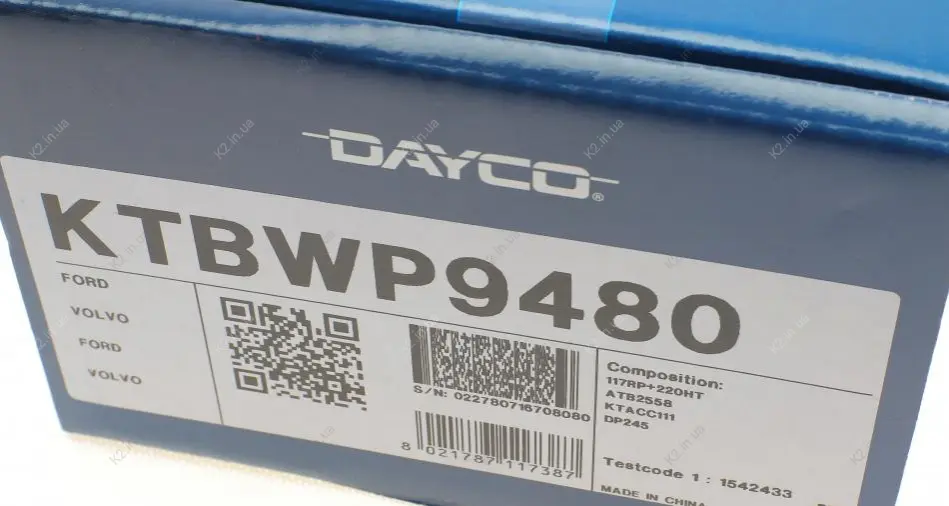 DAYCO®
KTBWP9480
FORD
VOLVO
FORD
VOLVO
S/N: 022780716708080
8 021787 117387
Composition:
117RP+220HT
ATB2558
KTACC111
DP245
Testcode 1 : 1542433
MADE IN CHINA
K2.in.ua